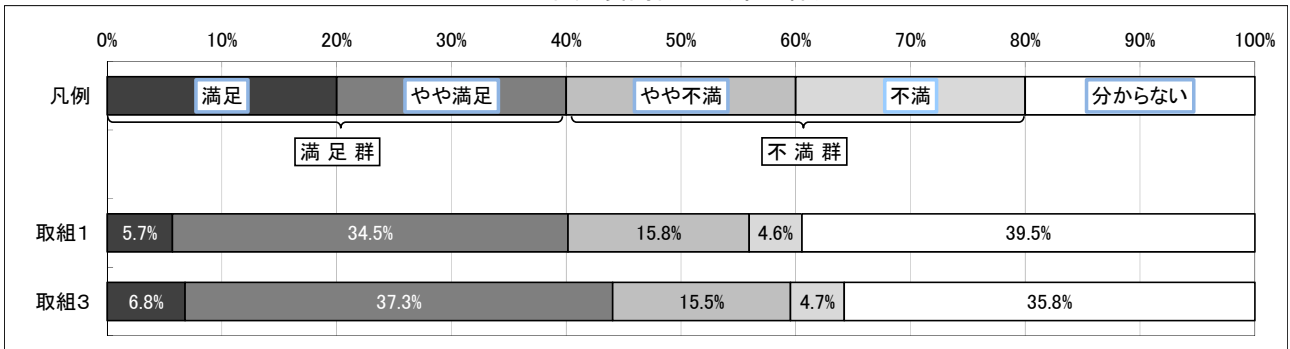 0% 10% 20% 30% 40% 50% 60% 70% 80% 90% 100%
凡例 満足 やや満足 やや不満 不満 分からない
満足群 不満群
取組1 5.7% 34.5% 15.8% 4.6% 39.5%
取組3 6.8% 37.3% 15.5% 4.7% 35.8%